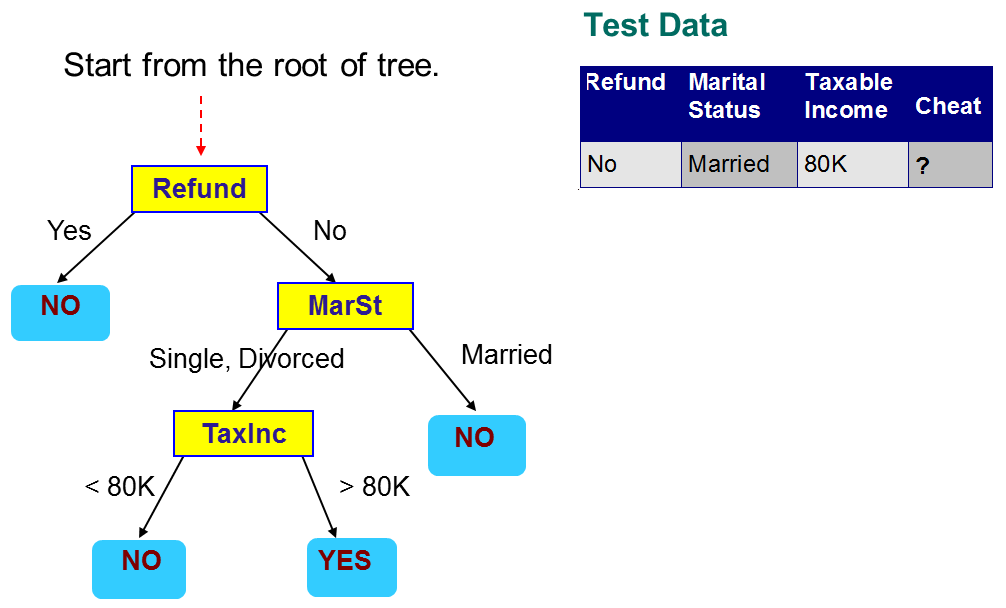 Test Data
Start from the root of tree.
Refund Marital Status Taxable Income Cheat
No Married 80K ?
Refund
Yes No
NO
MarSt
Single, Divorced Married
TaxInc
NO
< 80K > 80K
NO YES